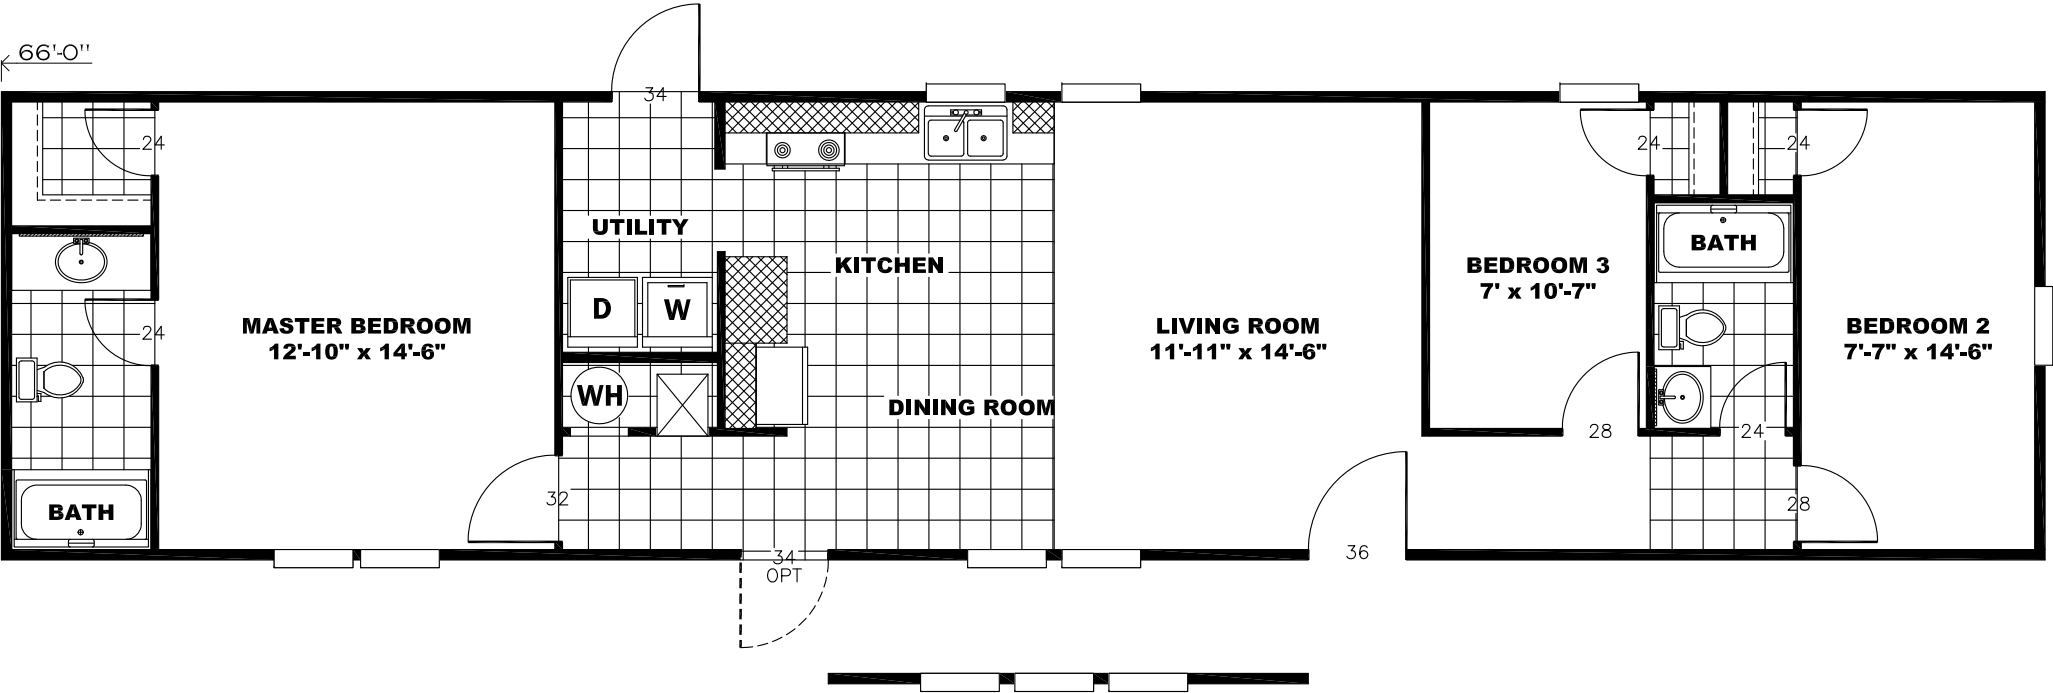 66'-0"
34
24
24
24
24
UTILITY
BATH
KITCHEN
BEDROOM 3
7' x 10'-7"
D
W
MASTER BEDROOM
12'-10" x 14'-6"
24
LIVING ROOM
11'-11" x 14'-6"
BEDROOM 2
7'-7" x 14'-6"
WH
DINING ROOM
28
24
32
28
BATH
34
OPT
36